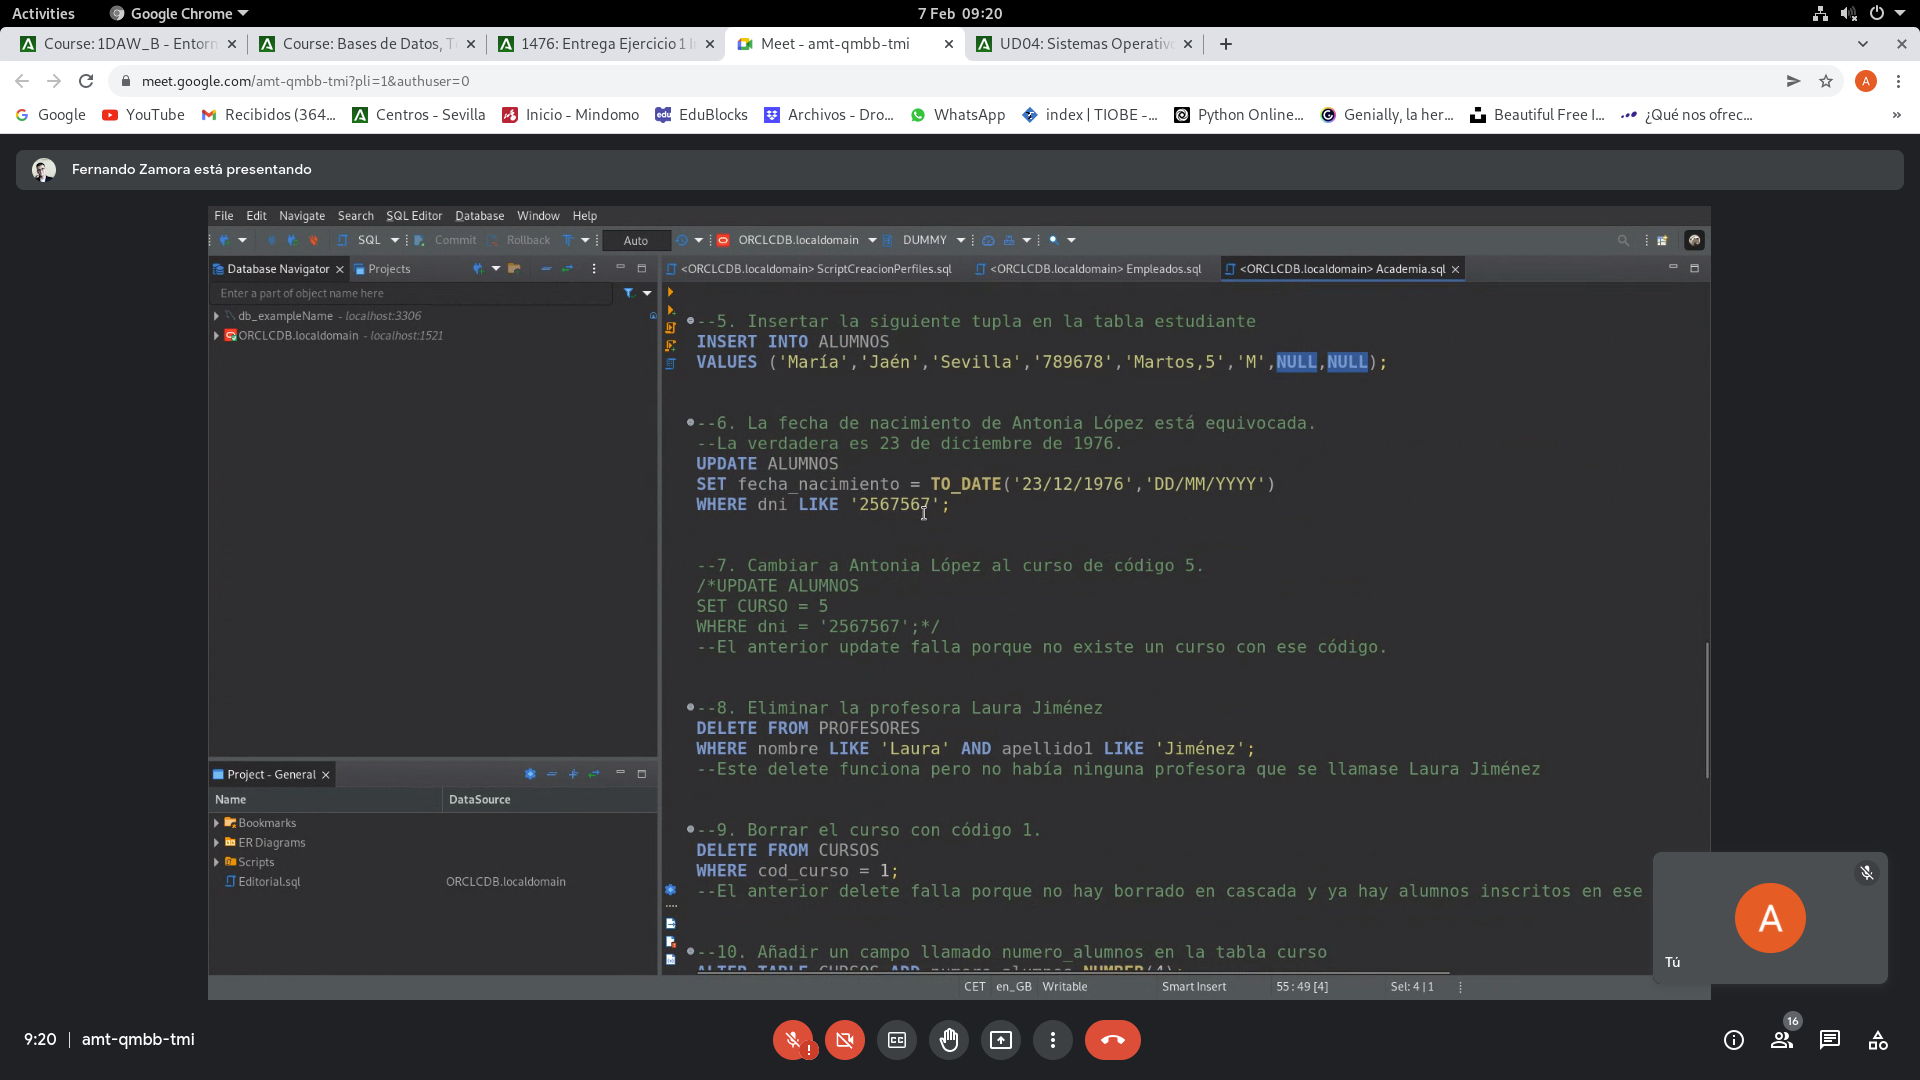 Activities
Google Chrome
7 Feb 09:20
Course: 1DAW_B - Entorn
Course: Bases de Datos, T
1476: Entrega Ejercicio 1 I
Meet - amt-qmbb-tmi
UD04: Sistemas Operativo
meet.google.com/amt-qmbb-tmi?pli=1&authuser=0
A
Google
YouTube
Recibidos (364...
Centros - Sevilla
Inicio - Mindomo
EduBlocks
Archivos - Dro...
WhatsApp
index | TIOBE -...
Python Online...
Genially, la her...
Beautiful Free I...
¿Qué nos ofrec...
»
Fernando Zamora está presentando
File Edit Navigate Search SQL Editor Database Window Help
SQL Commit Rollback T Auto ORCLCDB.localdomain DUMMY
Database Navigator
Projects
<ORCLCDB.localdomain> ScriptCreacionPerfiles.sql
<ORCLCDB.localdomain> Empleados.sql
<ORCLCDB.localdomain> Academia.sql
Enter a part of object name here
db_exampleName - localhost:3306
ORCLCDB.localdomain - localhost:1521
--5. Insertar la siguiente tupla en la tabla estudiante
INSERT INTO ALUMNOS
VALUES ('María','Jaén','Sevilla','789678','Martos,5','M',NULL,NULL);
--6. La fecha de nacimiento de Antonia López está equivocada.
--La verdadera es 23 de diciembre de 1976.
UPDATE ALUMNOS
SET fecha_nacimiento = TO_DATE('23/12/1976','DD/MM/YYYY')
WHERE dni LIKE '2567567';
--7. Cambiar a Antonia López al curso de código 5.
/*UPDATE ALUMNOS
SET CURSO = 5
WHERE dni = '2567567';*/
--El anterior update falla porque no existe un curso con ese código.
--8. Eliminar la profesora Laura Jiménez
DELETE FROM PROFESORES
WHERE nombre LIKE 'Laura' AND apellido1 LIKE 'Jiménez';
--Este delete funciona pero no había ninguna profesora que se llamase Laura Jiménez
--9. Borrar el curso con código 1.
DELETE FROM CURSOS
WHERE cod_curso = 1;
--El anterior delete falla porque no hay borrado en cascada y ya hay alumnos inscritos en ese
--10. Añadir un campo llamado numero_alumnos en la tabla curso
ALTER TABLE CURSOS ADD numero_alumnos NUMBER(4);
Project - General
Name DataSource
Bookmarks
ER Diagrams
Scripts
Editorial.sql ORCLCDB.localdomain
CET en_GB Writable Smart Insert 55 : 49 [4] Sel: 4 | 1
A
Tú
9:20 | amt-qmbb-tmi
!
16